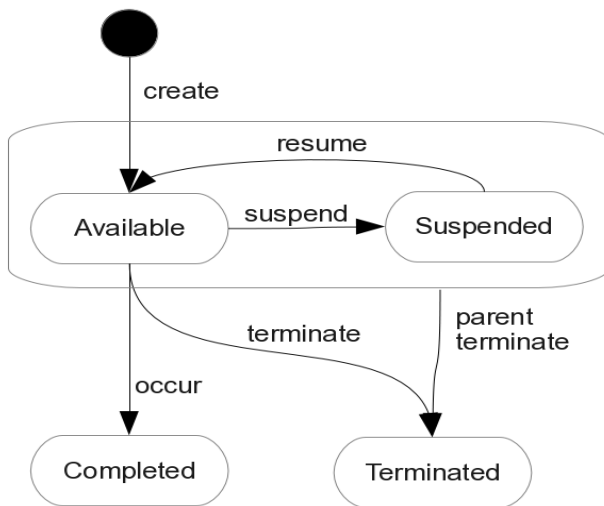 create
resume
Available
suspend
Suspended
terminate
parent
terminate
occur
Completed
Terminated